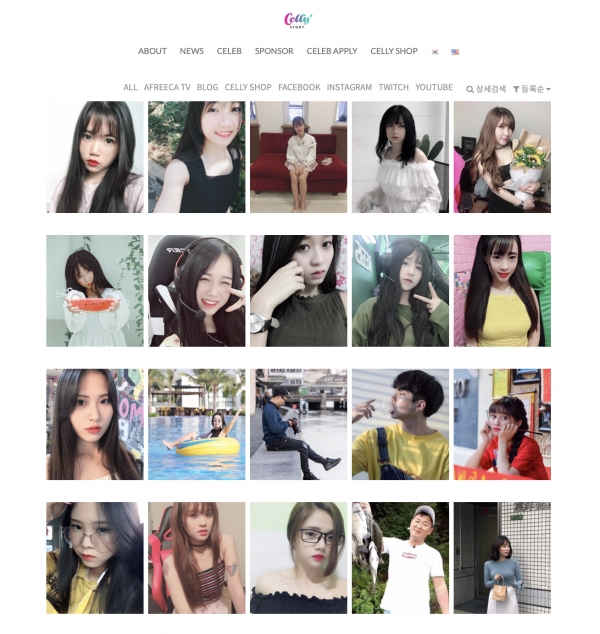 Celly+
STORY
ABOUT NEWS CELEB SPONSOR CELEB APPLY CELLY SHOP
ALL AFREECA TV BLOG CELLY SHOP FACEBOOK INSTAGRAM TWITCH YOUTUBE 상세검색 등록순